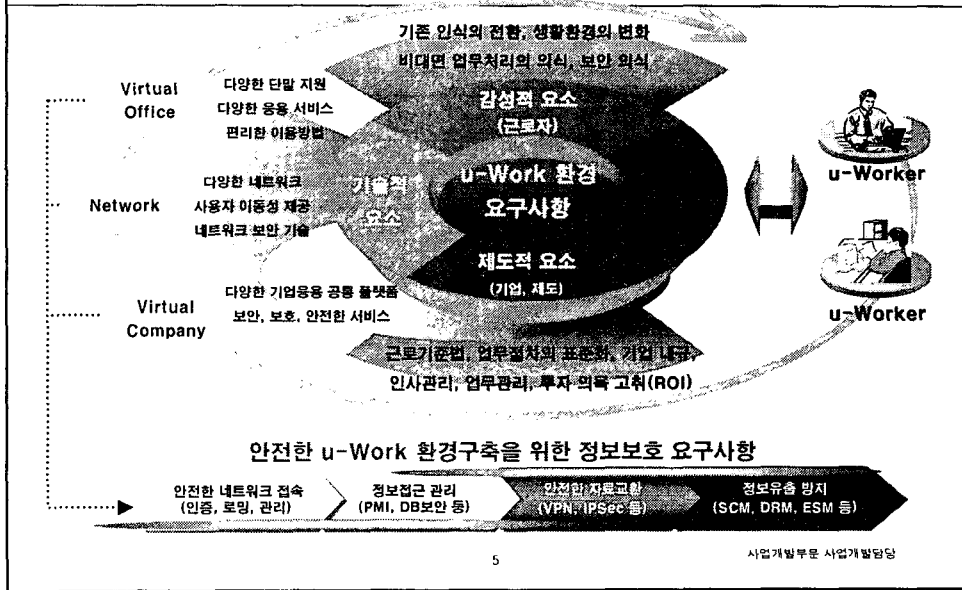 기존 인식의 전환, 생활환경의 변화
비대면 업무처리의 의식, 보안 의식
감성적 요소
(근로자)
Virtual
Office
다양한 단말 지원
다양한 응용 서비스
편리한 이용방법
Network
다양한 네트워크
사용자 이동성 제공
네트워크 보안 기술
기술적
요소
u-Work 환경
요구사항
제도적 요소
(기업, 제도)
Virtual
Company
다양한 기업응용 공통 플랫폼
보안, 보호, 안전한 서비스
근로기준법, 업무절차의 표준화, 기업 내규,
인사관리, 업무관리, 투자 의욕 고취(ROI)
u-Worker
u-Worker
안전한 u-Work 환경구축을 위한 정보보호 요구사항
안전한 네트워크 접속
(인증, 로밍, 관리)
정보접근 관리
(PMI, DB보안 등)
안전한 자료교환
(VPN, IPSec 등)
정보유출 방지
(SCM, DRM, ESM 등)
5
사업개발부문 사업개발담당